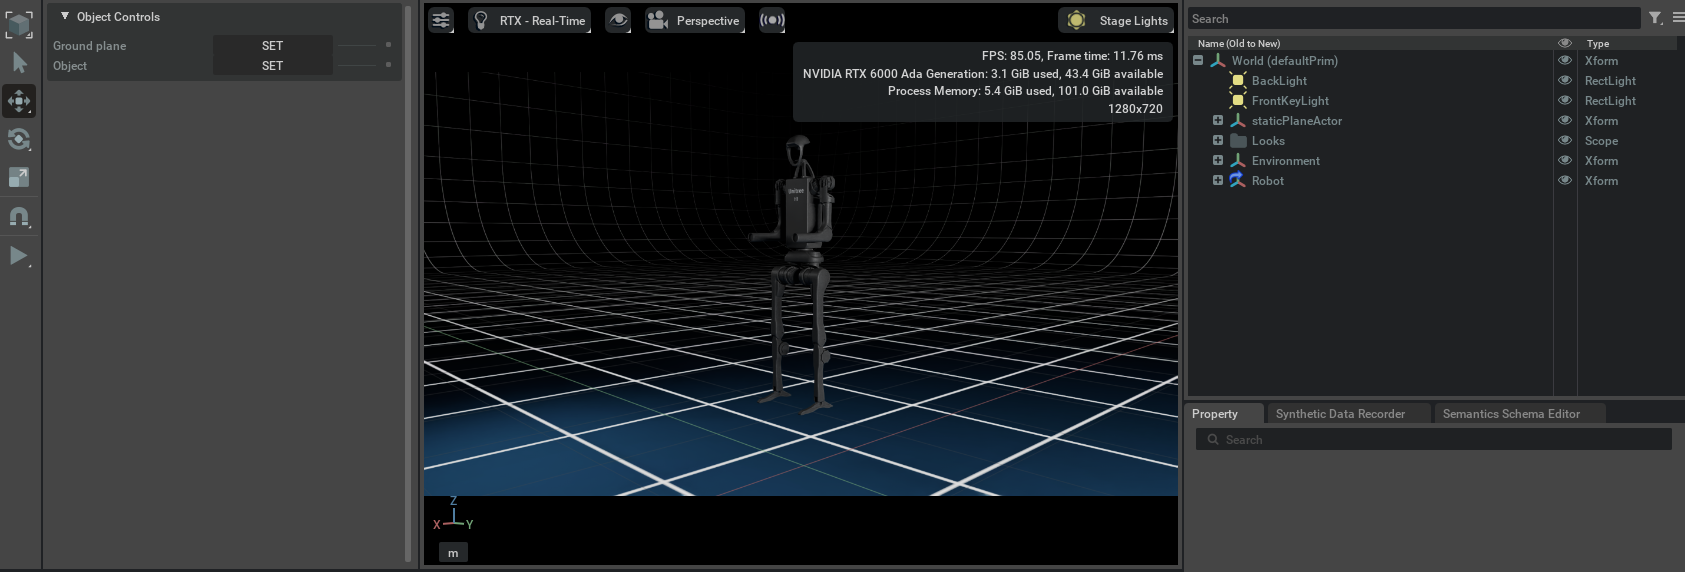 Object Controls
Ground plane SET
Object SET
RTX - Real-Time Perspective Stage Lights
FPS: 85.05, Frame time: 11.76 ms
NVIDIA RTX 6000 Ada Generation: 3.1 GiB used, 43.4 GiB available
Process Memory: 5.4 GiB used, 101.0 GiB available
1280x720
Z
X Y
m
Search
Name (Old to New) Type
World (defaultPrim) Xform
BackLight RectLight
FrontKeyLight RectLight
staticPlaneActor Xform
Looks Scope
Environment Xform
Robot Xform
Property Synthetic Data Recorder Semantics Schema Editor
Search